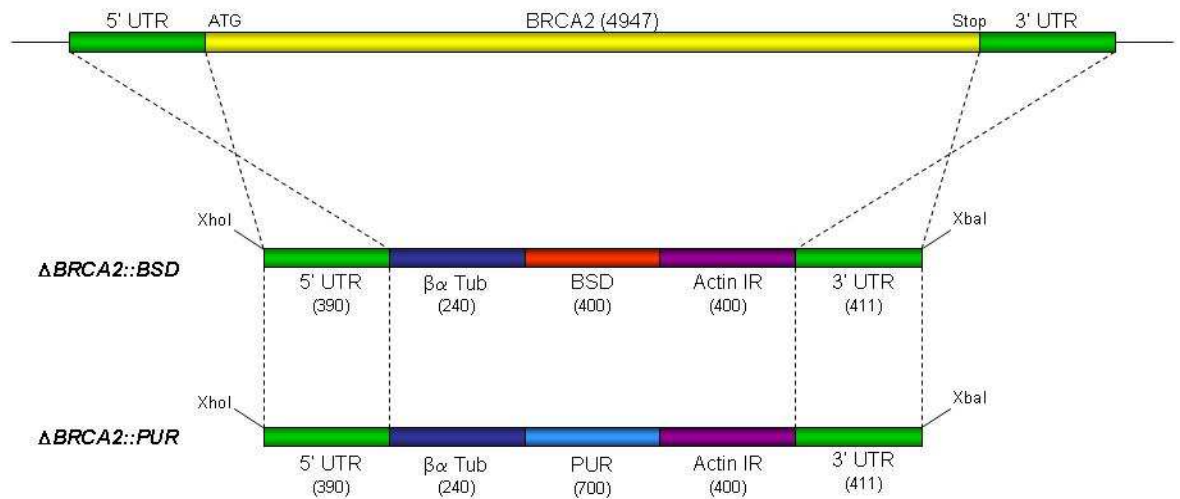 5' UTR ATG BRCA2 (4947) Stop 3' UTR
XhoI XbaI
ΔBRCA2::BSD
5' UTR βα Tub BSD Actin IR 3' UTR
(390) (240) (400) (400) (411)
XhoI XbaI
ΔBRCA2::PUR
5' UTR βα Tub PUR Actin IR 3' UTR
(390) (240) (700) (400) (411)